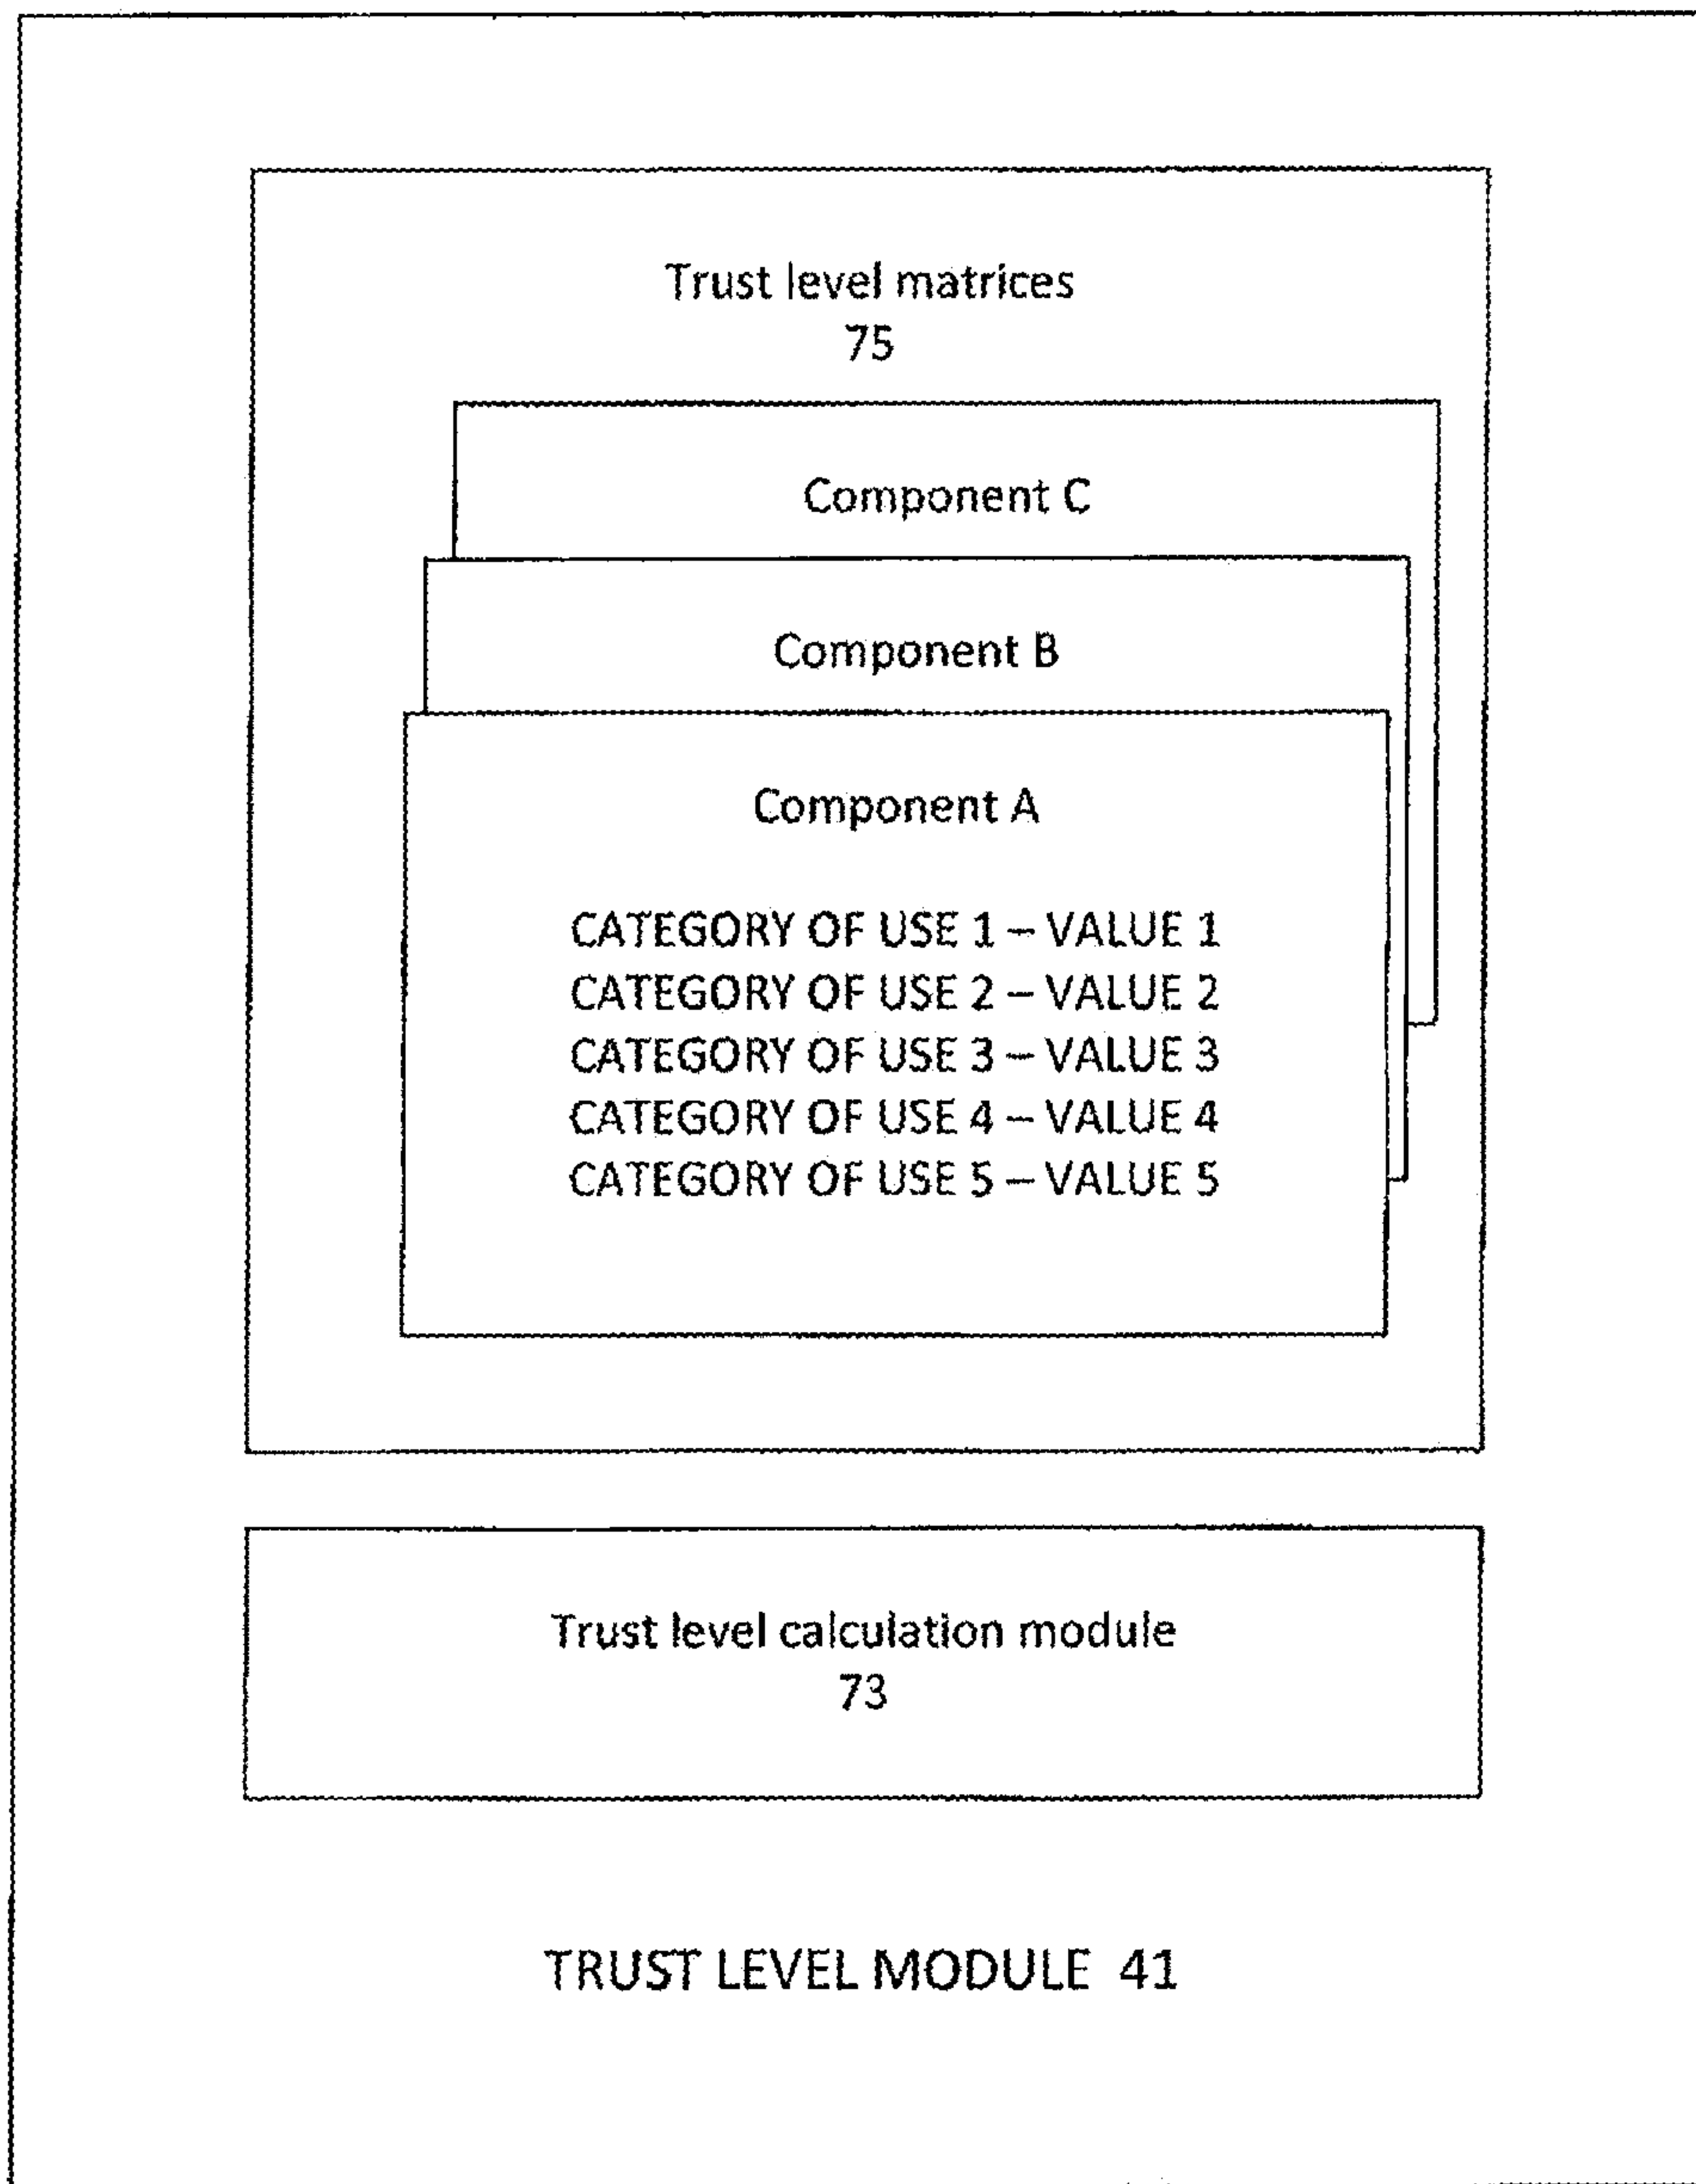 Trust level matrices
75
Component C
Component B
Component A
CATEGORY OF USE 1 – VALUE 1
CATEGORY OF USE 2 – VALUE 2
CATEGORY OF USE 3 – VALUE 3
CATEGORY OF USE 4 – VALUE 4
CATEGORY OF USE 5 – VALUE 5
Trust level calculation module
73
TRUST LEVEL MODULE 41